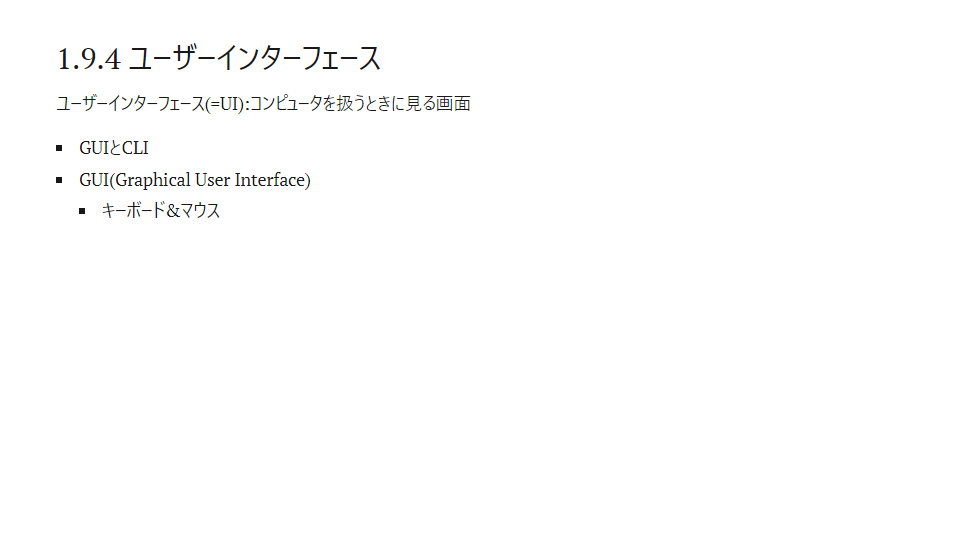 1.9.4 ユーザーインターフェース
ユーザーインターフェース(=UI):コンピュータを扱うときに見る画面
GUIとCLI
GUI(Graphical User Interface)
キーボード&マウス